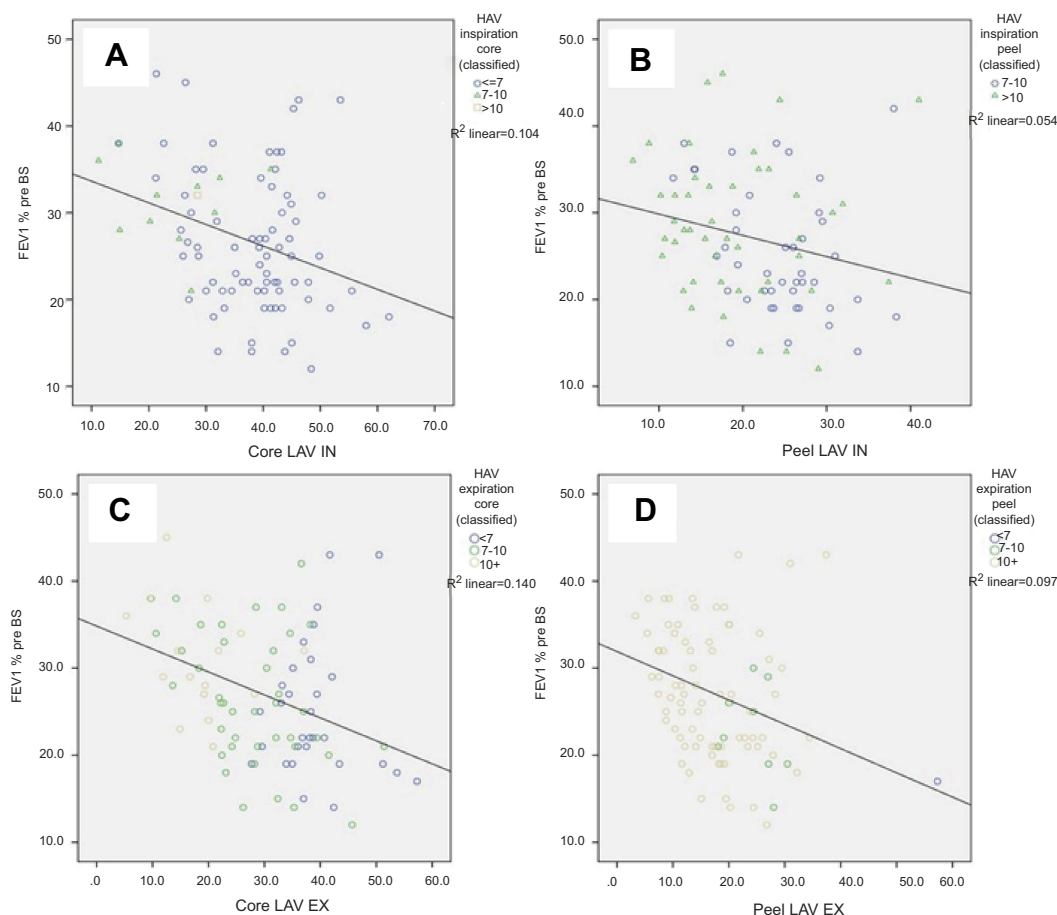 A
HAV
inspiration
core
(classified)
<=7
7-10
>10
R2 linear=0.104
FEV1 % pre BS
50
40
30
20
10
10.0 20.0 30.0 40.0 50.0 60.0 70.0
Core LAV IN
B
HAV
inspiration
peel
(classified)
7-10
>10
R2 linear=0.054
FEV1 % pre BS
50.0
40.0
30.0
20.0
10.0
10.0 20.0 30.0 40.0
Peel LAV IN
C
HAV
expiration
core
(classified)
<7
7-10
10+
R2 linear=0.140
FEV1 % pre BS
50.0
40.0
30.0
20.0
10.0
.0 10.0 20.0 30.0 40.0 50.0 60.0
Core LAV EX
D
HAV
expiration
peel
(classified)
<7
7-10
10+
R2 linear=0.097
FEV1 % pre BS
50.0
40.0
30.0
20.0
10.0
.0 10.0 20.0 30.0 40.0 50.0 60.0
Peel LAV EX